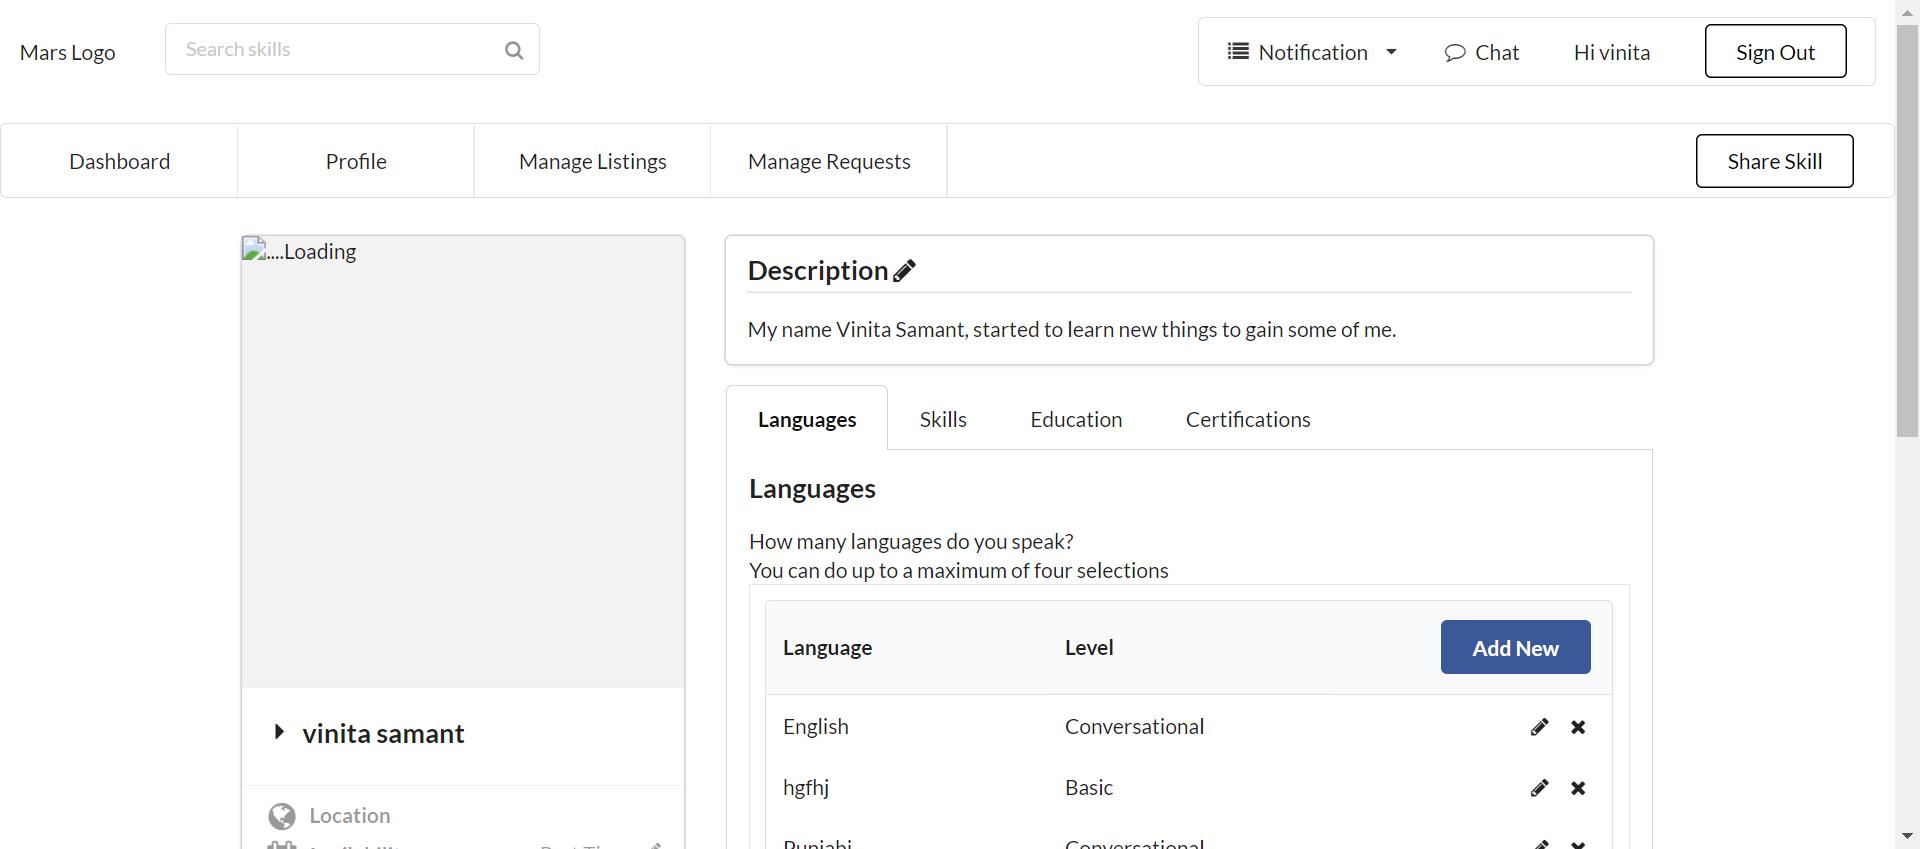 Mars Logo
Search skills
Notification
Chat
Hi vinita
Sign Out
Dashboard
Profile
Manage Listings
Manage Requests
Share Skill
....Loading
vinita samant
Location
Description
My name Vinita Samant, started to learn new things to gain some of me.
Languages
Skills
Education
Certifications
Languages
How many languages do you speak?
You can do up to a maximum of four selections
Language Level Add New
English Conversational
hgfhj Basic
Punjabi Conversational